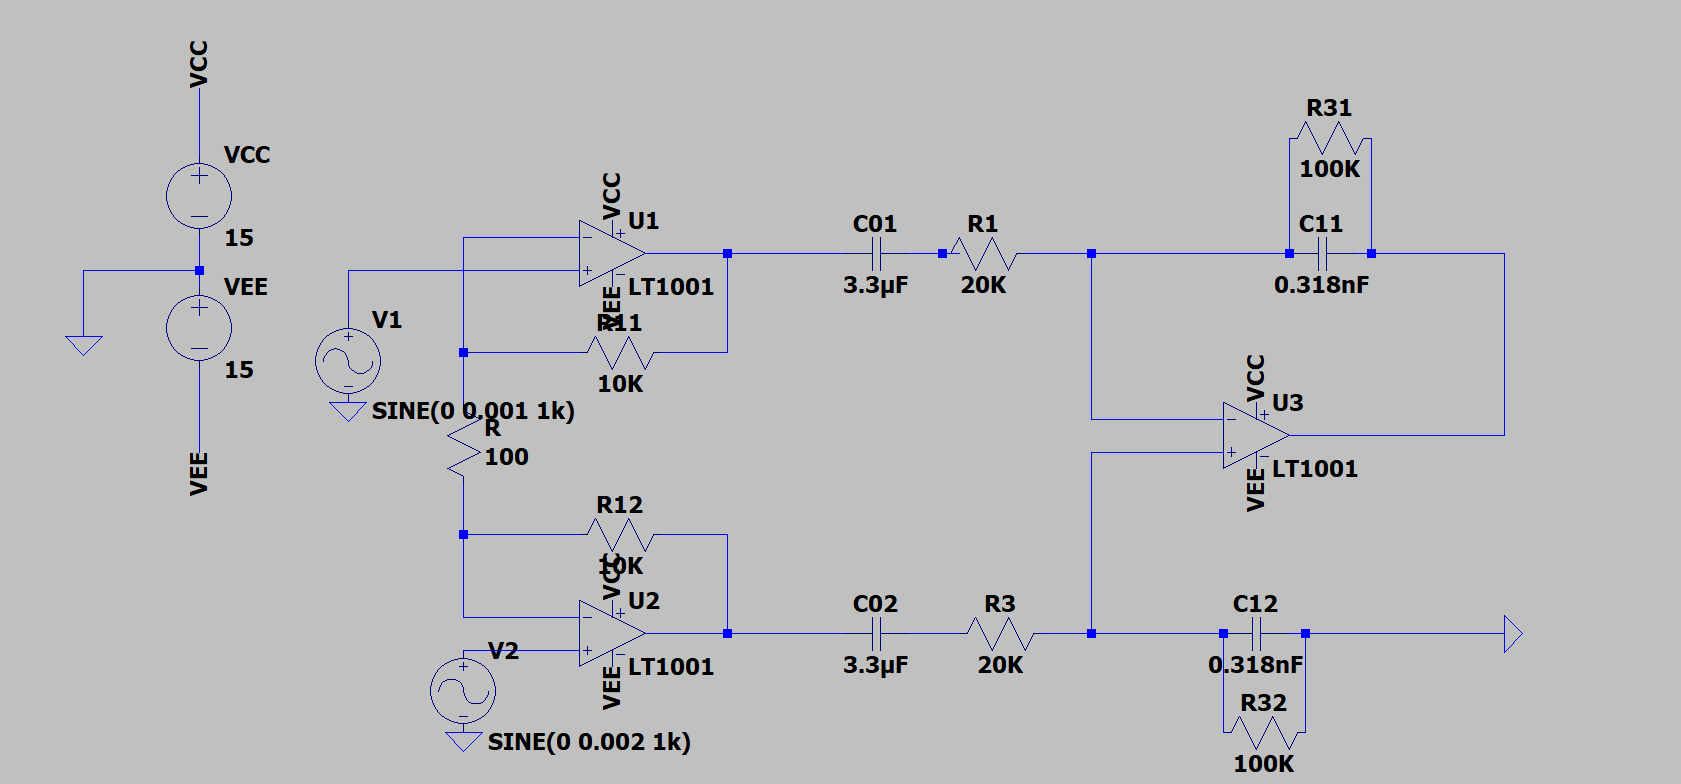 VCC
VCC
15
VEE
15
VEE
V1
SINE(0 0.001 1k)
VCC
U1
LT1001
VEE
R11
10K
R
100
R12
10K
VCC
U2
LT1001
VEE
V2
SINE(0 0.002 1k)
C01
3.3µF
R1
20K
R31
100K
C11
0.318nF
VCC
U3
LT1001
VEE
C02
3.3µF
R3
20K
C12
0.318nF
R32
100K